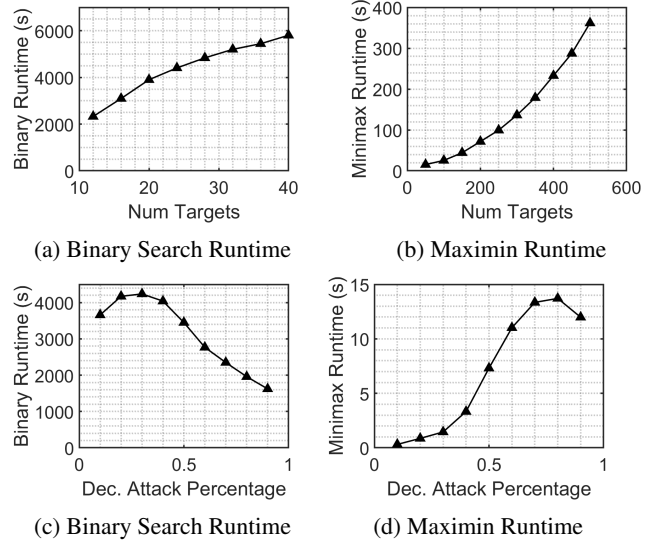 6000
4000
2000
0
Binary Runtime (s)
10 20 30 40
Num Targets
(a) Binary Search Runtime
400
300
200
100
0
Minimax Runtime (s)
0 200 400 600
Num Targets
(b) Maximin Runtime
4000
3000
2000
1000
0
Binary Runtime (s)
0 0.5 1
Dec. Attack Percentage
(c) Binary Search Runtime
15
10
5
0
Minimax Runtime (s)
0 0.5 1
Dec. Attack Percentage
(d) Maximin Runtime